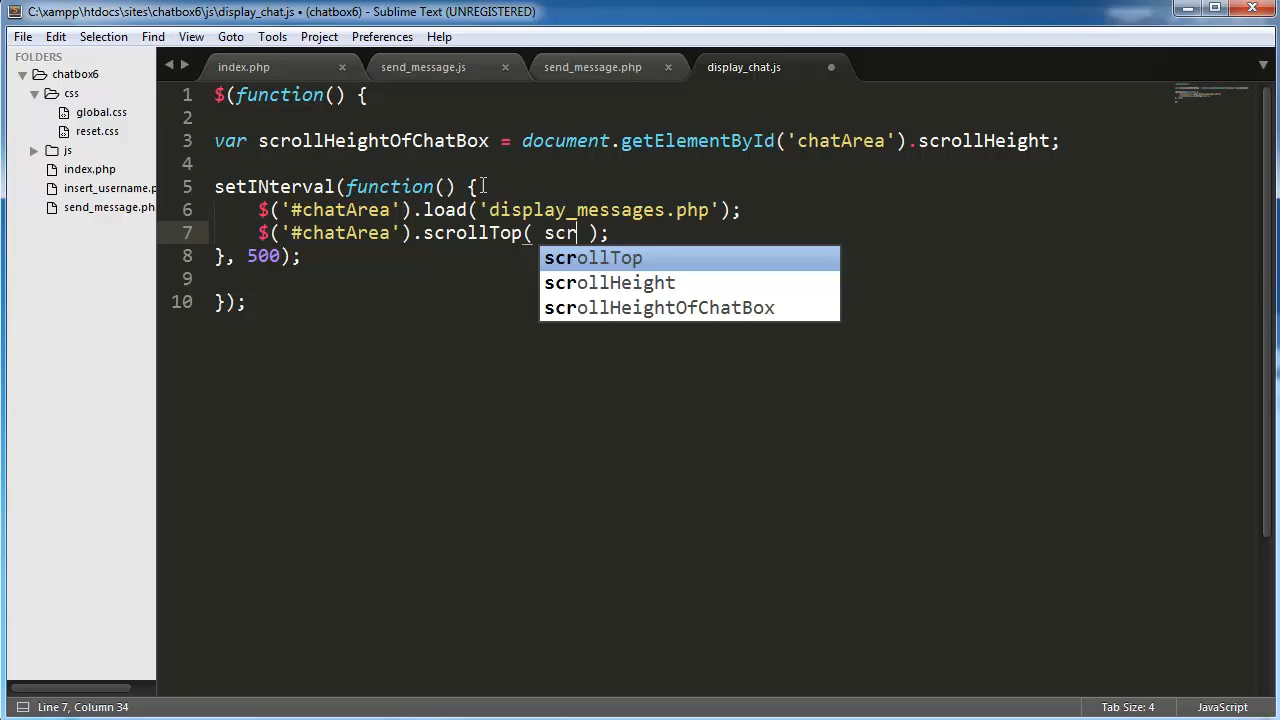 C:\xampp\htdocs\sites\chatbox6\js\display_chat.js • (chatbox6) - Sublime Text (UNREGISTERED)
File Edit Selection Find View Goto Tools Project Preferences Help
FOLDERS
chatbox6
css
global.css
reset.css
js
index.php
insert_username.p
send_message.ph
index.php × send_message.js × send_message.php × display_chat.js
1 $(function() {
2
3 var scrollHeightOfChatBox = document.getElementById('chatArea').scrollHeight;
4
5 setINterval(function() {
6 $('#chatArea').load('display_messages.php');
7 $('#chatArea').scrollTop( scr );
8 }, 500);
9
10 });
scrollTop
scrollHeight
scrollHeightOfChatBox
Line 7, Column 34
Tab Size: 4
JavaScript